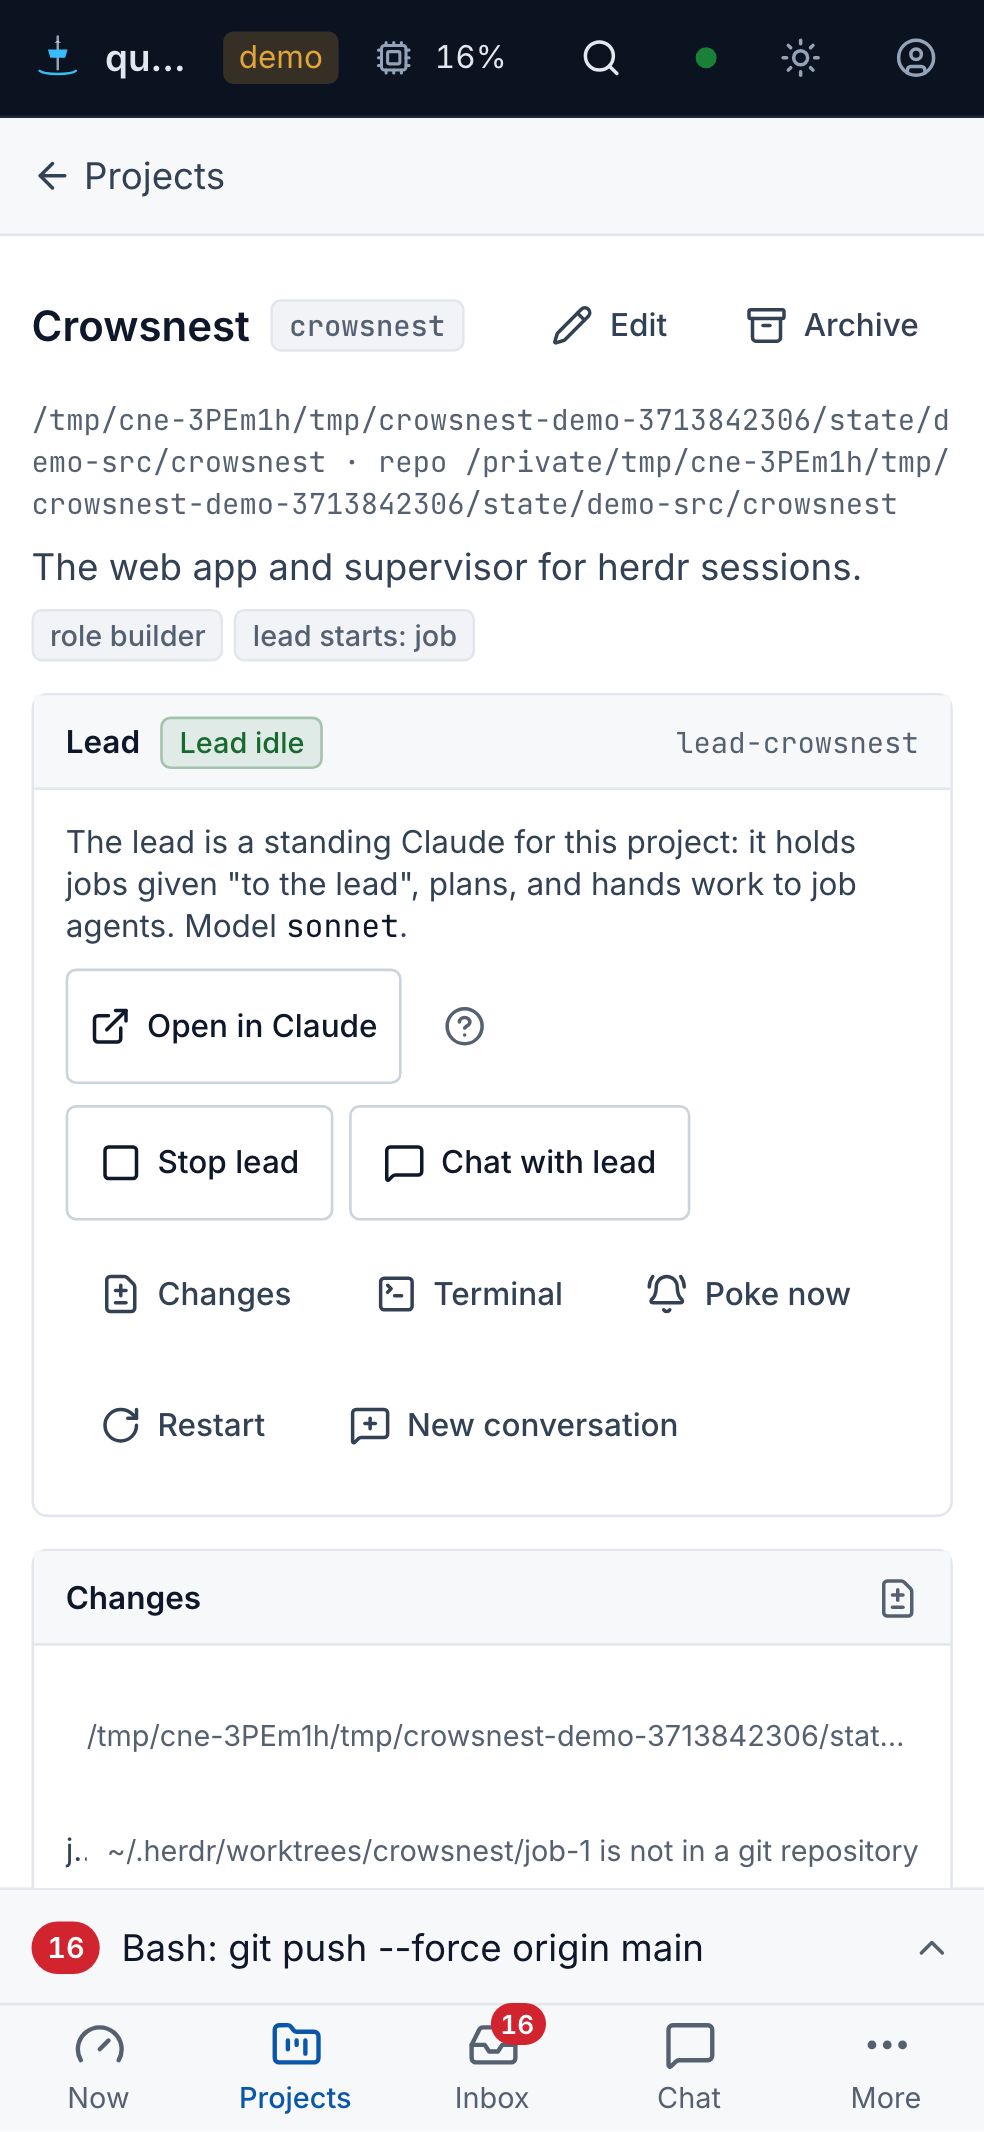 qu... demo 16%
Projects
Crowsnest crowsnest Edit Archive
/tmp/cne-3PEm1h/tmp/crowsnest-demo-3713842306/state/d
emo-src/crowsnest · repo /private/tmp/cne-3PEm1h/tmp/
crowsnest-demo-3713842306/state/demo-src/crowsnest
The web app and supervisor for herdr sessions.
role builder lead starts: job
Lead Lead idle lead-crowsnest
The lead is a standing Claude for this project: it holds
jobs given "to the lead", plans, and hands work to job
agents. Model sonnet.
Open in Claude
Stop lead Chat with lead
Changes Terminal Poke now
Restart New conversation
Changes
/tmp/cne-3PEm1h/tmp/crowsnest-demo-3713842306/stat...
j.. ~/.herdr/worktrees/crowsnest/job-1 is not in a git repository
16 Bash: git push --force origin main
16
Now Projects Inbox Chat More